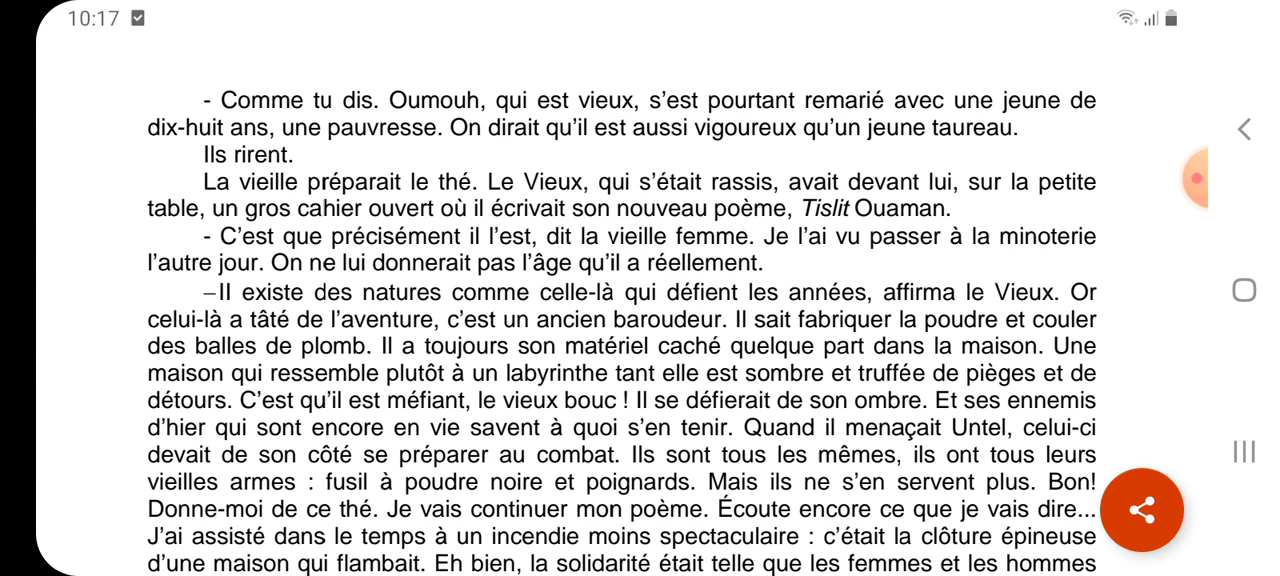 10:17
- Comme tu dis. Oumouh, qui est vieux, s’est pourtant remarié avec une jeune de
dix-huit ans, une pauvresse. On dirait qu’il est aussi vigoureux qu’un jeune taureau.
Ils rirent.
La vieille préparait le thé. Le Vieux, qui s’était rassis, avait devant lui, sur la petite
table, un gros cahier ouvert où il écrivait son nouveau poème, Tislit Ouaman.
- C’est que précisément il l’est, dit la vieille femme. Je l’ai vu passer à la minoterie
l’autre jour. On ne lui donnerait pas l’âge qu’il a réellement.
–Il existe des natures comme celle-là qui défient les années, affirma le Vieux. Or
celui-là a tâté de l’aventure, c’est un ancien baroudeur. Il sait fabriquer la poudre et couler
des balles de plomb. Il a toujours son matériel caché quelque part dans la maison. Une
maison qui ressemble plutôt à un labyrinthe tant elle est sombre et truffée de pièges et de
détours. C’est qu’il est méfiant, le vieux bouc ! Il se défierait de son ombre. Et ses ennemis
d’hier qui sont encore en vie savent à quoi s’en tenir. Quand il menaçait Untel, celui-ci
devait de son côté se préparer au combat. Ils sont tous les mêmes, ils ont tous leurs
vieilles armes : fusil à poudre noire et poignards. Mais ils ne s’en servent plus. Bon!
Donne-moi de ce thé. Je vais continuer mon poème. Écoute encore ce que je vais dire...
J’ai assisté dans le temps à un incendie moins spectaculaire : c’était la clôture épineuse
d’une maison qui flambait. Eh bien, la solidarité était telle que les femmes et les hommes